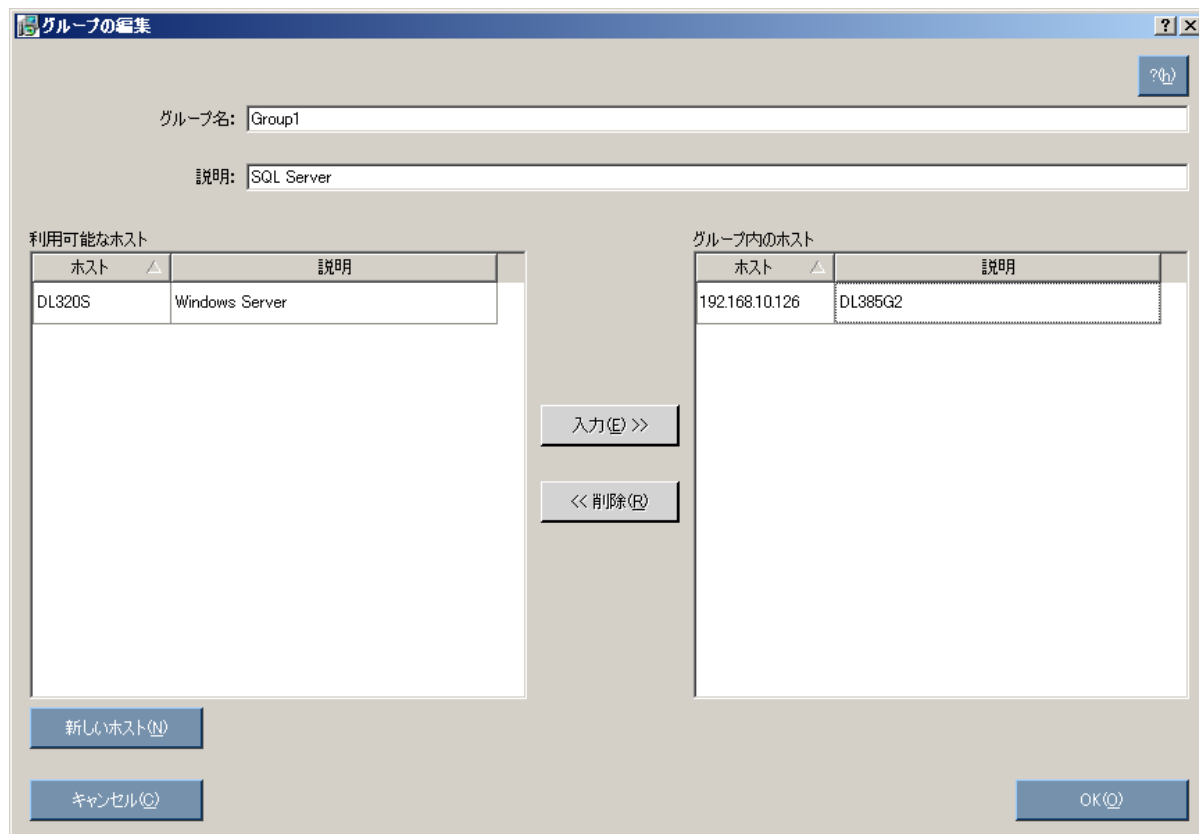 グループの編集
?(h)
グループ名: Group1
説明: SQL Server
利用可能なホスト
ホスト 説明
DL320S Windows Server
グループ内のホスト
ホスト 説明
192.168.10.126 DL385G2
入力(E) >>
<< 削除(R)
新しいホスト(N)
キャンセル(C)
OK(O)